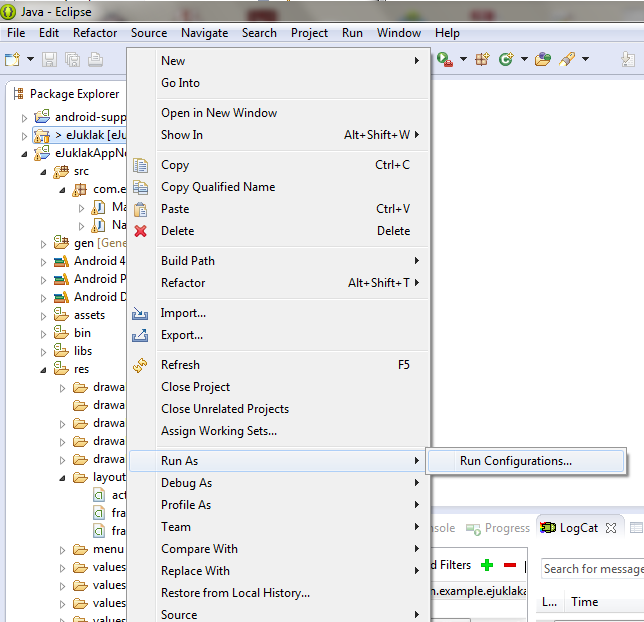 Java - Eclipse
File Edit Refactor Source Navigate Search Project Run Window Help
Package Explorer
android-supp
> eJuklak [eJu
eJuklakAppNe
src
com.e
Ma
Na
gen [Gene
Android 4
Android P
Android D
assets
bin
libs
res
drawa
drawa
drawa
drawa
drawa
layout
act
fra
fra
menu
values
values
values
values
New
Go Into
Open in New Window
Show In Alt+Shift+W
Copy Ctrl+C
Copy Qualified Name
Paste Ctrl+V
Delete Delete
Build Path
Refactor Alt+Shift+T
Import...
Export...
Refresh F5
Close Project
Close Unrelated Projects
Assign Working Sets...
Run As
Debug As
Profile As
Team
Compare With
Replace With
Restore from Local History...
Source
Run Configurations...
nsole Progress LogCat
d Filters
n.example.ejuklaka
Search for message
L... Time